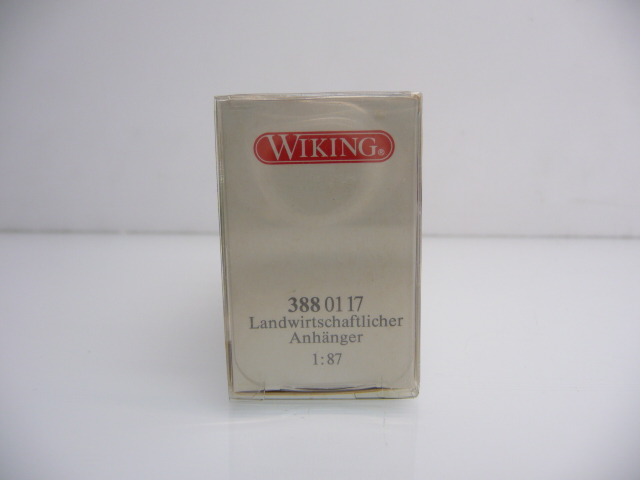 WIKING®
388 01 17
Landwirtschaftlicher
Anhänger
1:87